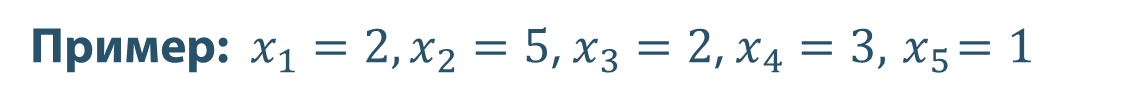 Пример: x₁ = 2, x₂ = 5, x₃ = 2, x₄ = 3, x₅ = 1